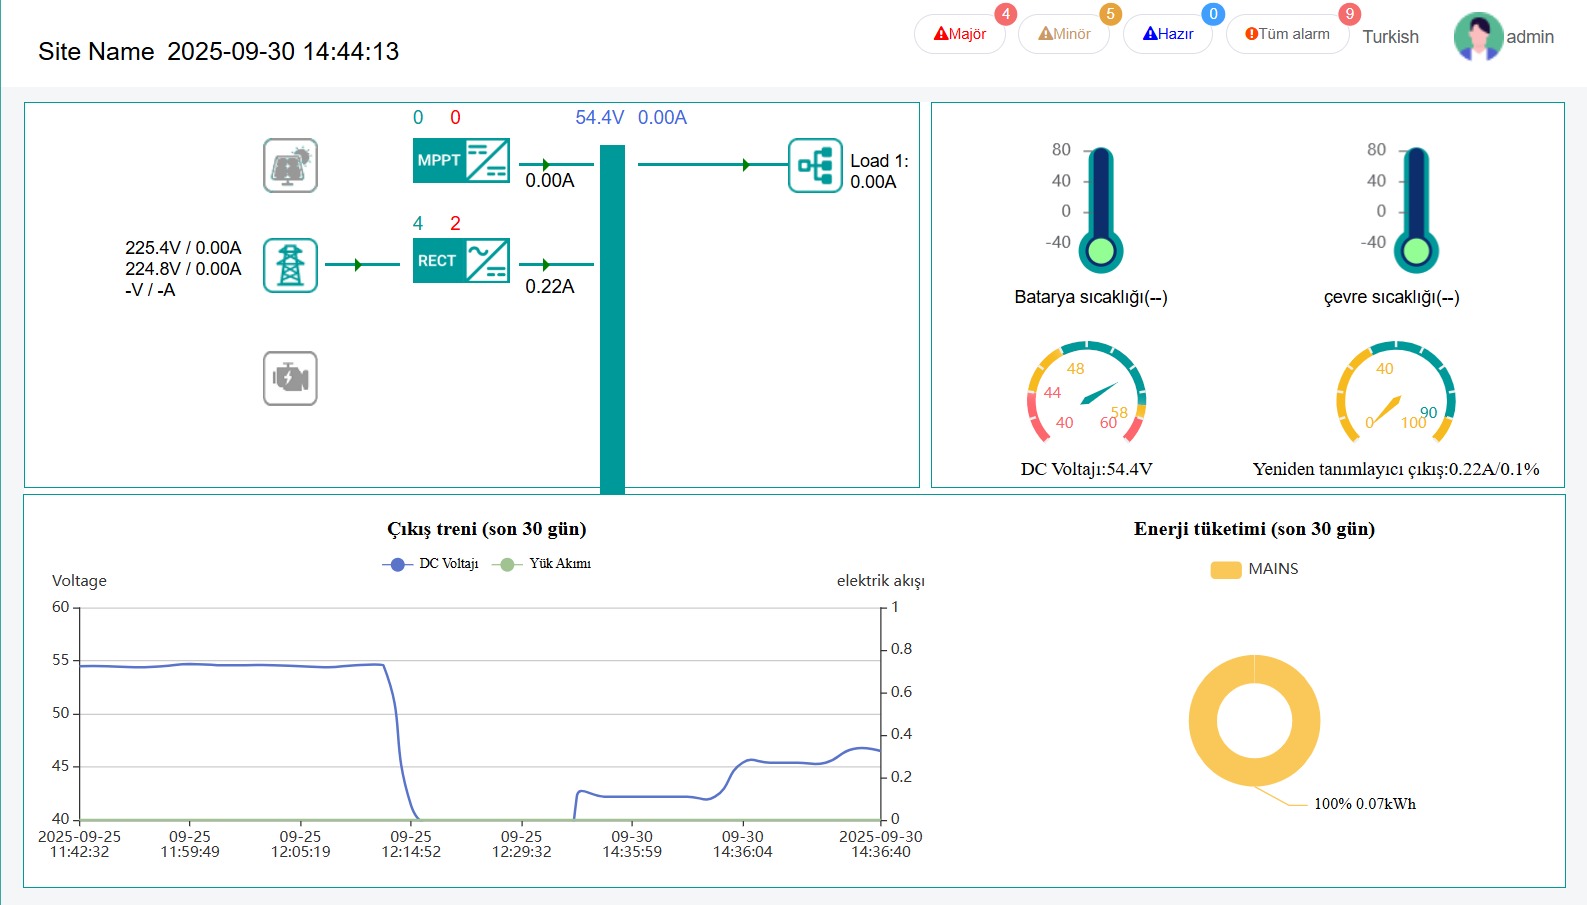 Site Name 2025-09-30 14:44:13
Majör 4
Minör 5
Hazır 0
Tüm alarm 9
Turkish
admin
0 0
54.4V 0.00A
MPPT
0.00A
Load 1:
0.00A
4 2
225.4V / 0.00A
224.8V / 0.00A
-V / -A
RECT
0.22A
80
40
0
-40
Batarya sıcaklığı(--)
80
40
0
-40
çevre sıcaklığı(--)
48
44
58
40
60
DC Voltajı:54.4V
40
90
0
100
Yeniden tanımlayıcı çıkış:0.22A/0.1%
Çıkış treni (son 30 gün)
DC Voltajı
Yük Akımı
Voltage
elektrik akışı
60
55
50
45
40
1
0.8
0.6
0.4
0.2
0
2025-09-25
11:42:32
09-25
11:59:49
09-25
12:05:19
09-25
12:14:52
09-25
12:29:32
09-30
14:35:59
09-30
14:36:04
2025-09-30
14:36:40
Enerji tüketimi (son 30 gün)
MAINS
100% 0.07kWh